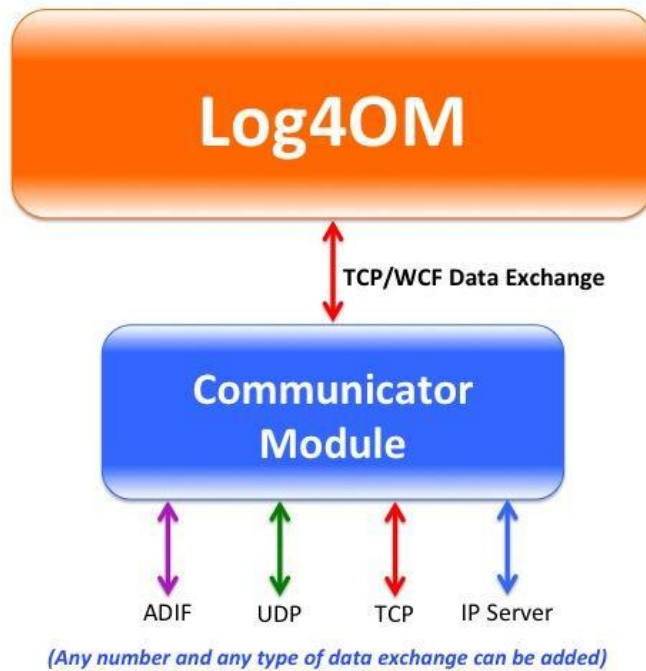 Log4OM
TCP/WCF Data Exchange
Communicator
Module
ADIF UDP TCP IP Server
(Any number and any type of data exchange can be added)